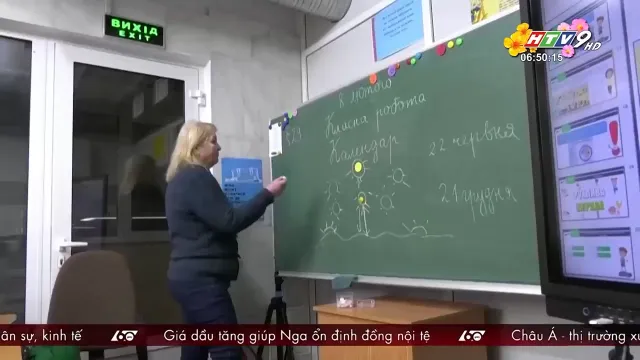 ВИХІД
EXIT
HTV9 HD
06:50:15
8 лютого
Класна робота
Календар
22 червня
21 грудня
ân sự, kinh tế
Giá dầu tăng giúp Nga ổn định đồng nội tệ
Châu Á - thị trường x